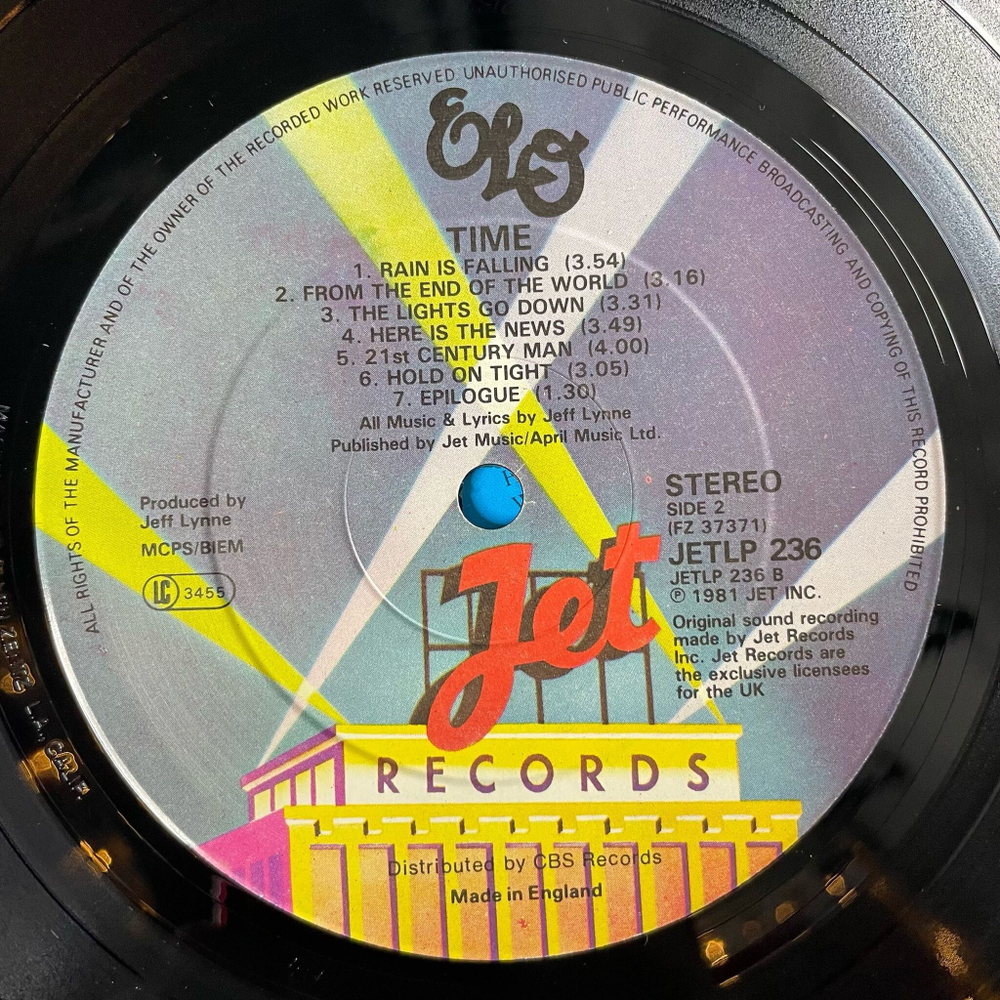 ALL RIGHTS OF THE MANUFACTURER AND OF THE OWNER OF THE RECORDED WORK RESERVED. UNAUTHORISED PUBLIC PERFORMANCE BROADCASTING AND COPYING OF THIS RECORD PROHIBITED
ELO
TIME
1. RAIN IS FALLING (3.54)
2. FROM THE END OF THE WORLD (3.16)
3. THE LIGHTS GO DOWN (3.31)
4. HERE IS THE NEWS (3.49)
5. 21st CENTURY MAN (4.00)
6. HOLD ON TIGHT (3.05)
7. EPILOGUE (1.30)
All Music & Lyrics by Jeff Lynne
Published by Jet Music/April Music Ltd.
Produced by
Jeff Lynne
MCPS/BIEM
LC 3455
STEREO
SIDE 2
(FZ 37371)
JETLP 236
JETLP 236 B
℗ 1981 JET INC.
Original sound recording
made by Jet Records
Inc. Jet Records are
the exclusive licensees
for the UK
Jet
RECORDS
Distributed by CBS Records
Made in England
L.A., CALIF.